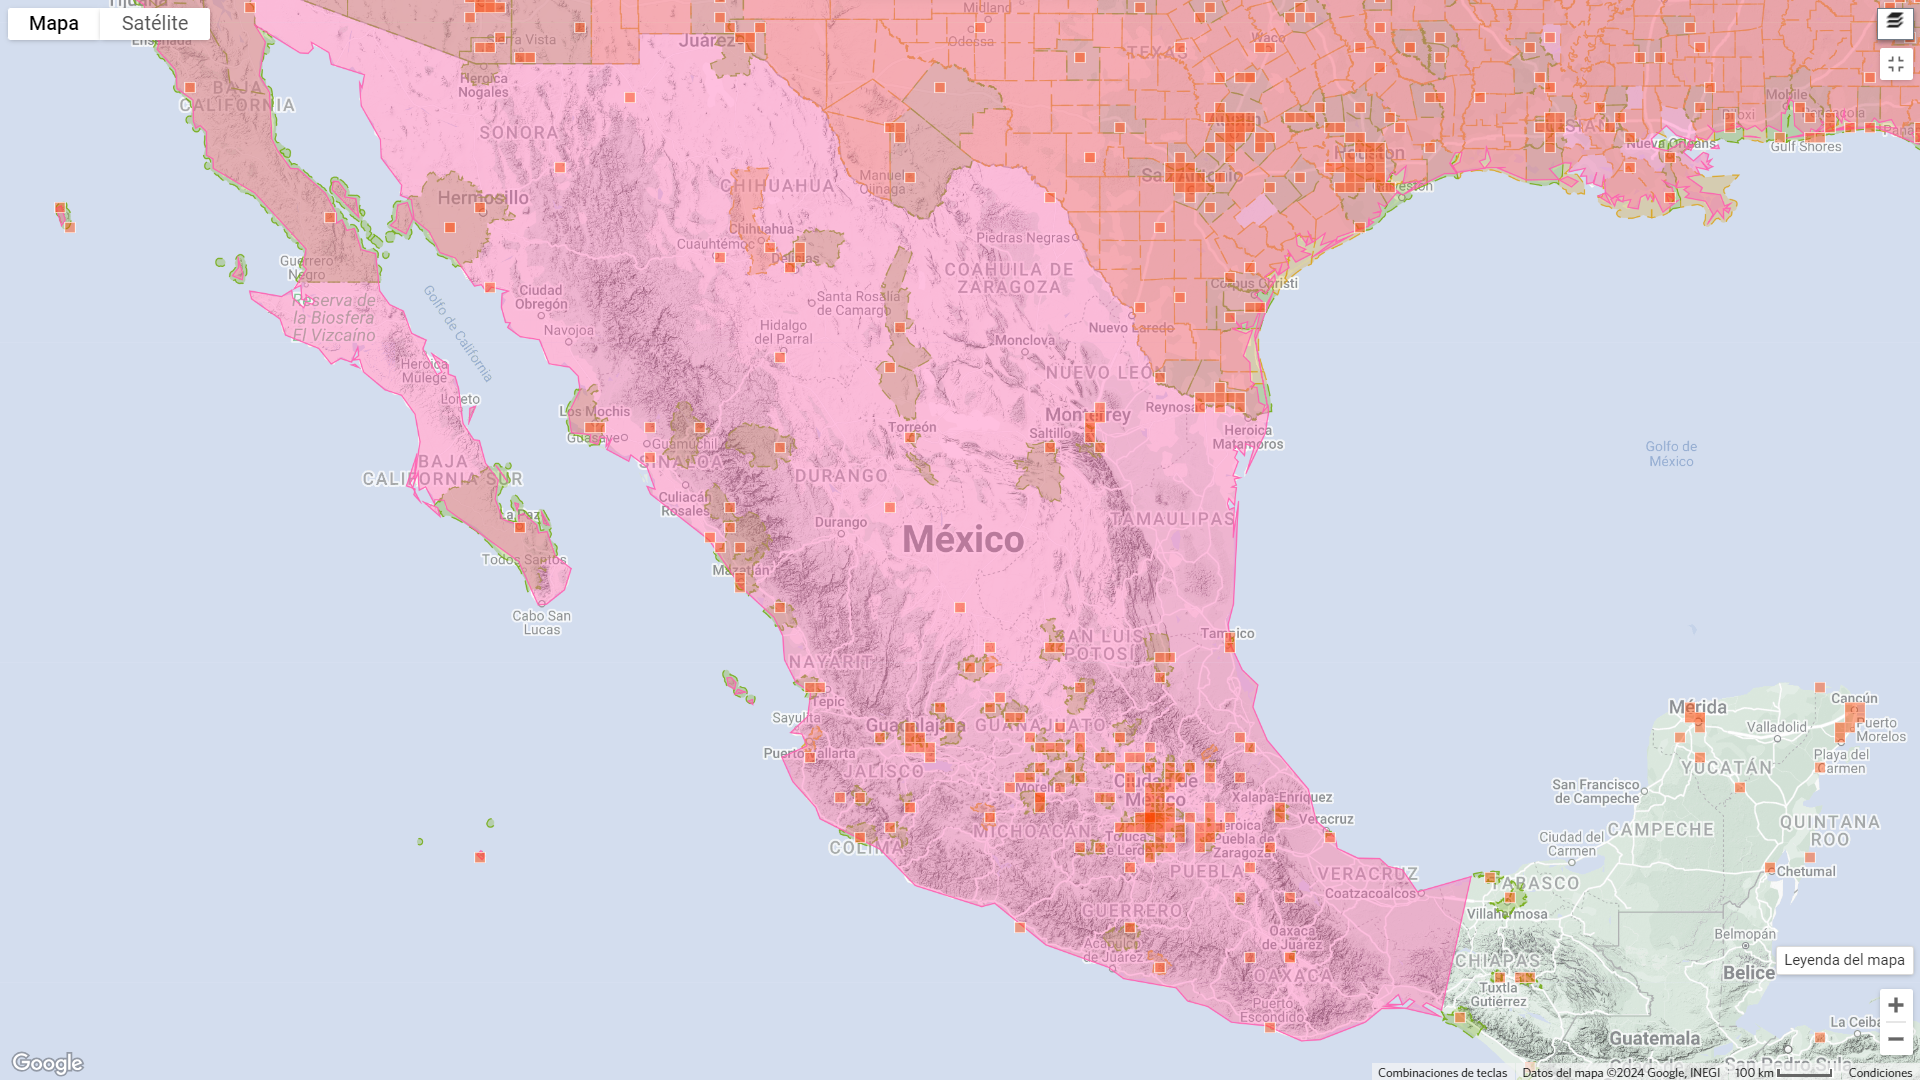 Mapa
Satélite
Tijuana
Ensenada
BAJA
CALIFORNIA
Sierra Vista
Heroica
Nogales
Juárez
Midland
Odessa
Waco
TEXAS
Austin
Houston
San Antonio
Galveston
LUISIANA
Mobile
Biloxi
Pensacola
Nueva Orleans
Gulf Shores
SONORA
Hermosillo
CHIHUAHUA
Chihuahua
Cuauhtémoc
Delicias
Manuel
Ojinaga
Piedras Negras
COAHUILA DE
ZARAGOZA
Guerrero
Negro
Reserva de
la Biosfera
El Vizcaino
Golfo de California
Ciudad
Obregón
Navojoa
Santa Rosalía
de Camargo
Hidalgo
del Parral
Corpus Christi
Nuevo Laredo
Monclova
Heroica
Mulegé
Loreto
NUEVO LEÓN
Los Mochis
Guasave
Guamúchil
SINALOA
Torreón
Monterrey
Saltillo
Reynosa
Heroica
Matamoros
BAJA
CALIFORNIA SUR
DURANGO
Culiacán
Rosales
Durango
La Paz
Todos Santos
México
TAMAULIPAS
Golfo de
México
Mazatlán
Cabo San
Lucas
SAN LUIS
POTOSÍ
Tampico
NAYARIT
Tepic
Sayulita
Guadalajara
GUANAJUATO
Puerto Vallarta
JALISCO
Morelia
Ciudad de
México
Xalapa-Enríquez
Veracruz
MICHOACÁN
Toluca
de Lerdo
Heroica
Puebla de
Zaragoza
COLIMA
PUEBLA
VERACRUZ
Coatzacoalcos
GUERRERO
Acapulco
de Juárez
Oaxaca
de Juárez
OAXACA
Puerto
Escondido
Mérida
Valladolid
Cancún
Puerto
Morelos
Playa del
Carmen
YUCATÁN
San Francisco
de Campeche
CAMPECHE
QUINTANA
ROO
Ciudad del
Carmen
Chetumal
TABASCO
Villahermosa
Belmopán
Belice
CHIAPAS
Tuxtla
Gutiérrez
Guatemala
La Ceiba
San Pedro Sula
Leyenda del mapa
Google
Combinaciones de teclas
Datos del mapa ©2024 Google, INEGI
100 km
Condiciones